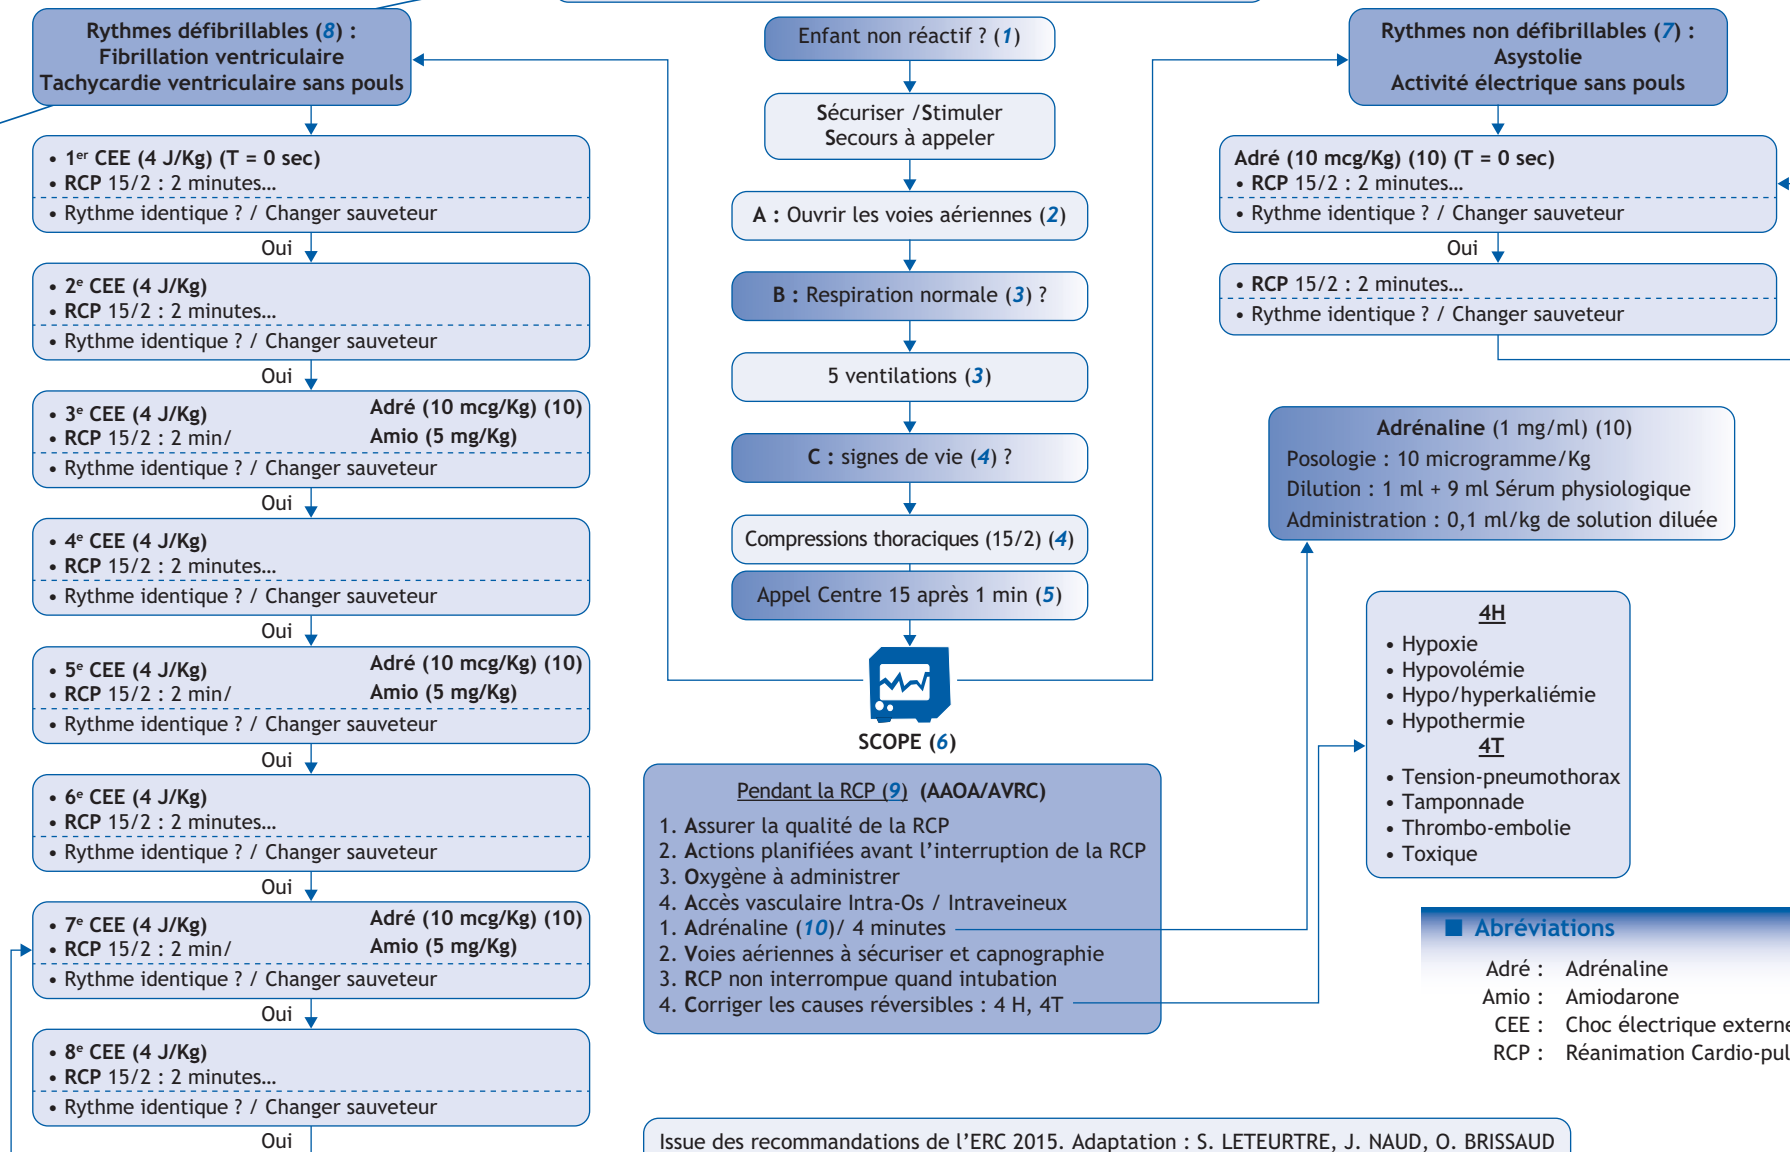 Rythmes défibrillables (8) :
Fibrillation ventriculaire
Tachycardie ventriculaire sans pouls
• 1er CEE (4 J/Kg) (T = 0 sec)
• RCP 15/2 : 2 minutes…
• Rythme identique ? / Changer sauveteur
Oui
• 2e CEE (4 J/Kg)
• RCP 15/2 : 2 minutes…
• Rythme identique ? / Changer sauveteur
Oui
• 3e CEE (4 J/Kg) Adré (10 mcg/Kg) (10)
• RCP 15/2 : 2 min/ Amio (5 mg/Kg)
• Rythme identique ? / Changer sauveteur
Oui
• 4e CEE (4 J/Kg)
• RCP 15/2 : 2 minutes…
• Rythme identique ? / Changer sauveteur
Oui
• 5e CEE (4 J/Kg) Adré (10 mcg/Kg) (10)
• RCP 15/2 : 2 min/ Amio (5 mg/Kg)
• Rythme identique ? / Changer sauveteur
Oui
• 6e CEE (4 J/Kg)
• RCP 15/2 : 2 minutes…
• Rythme identique ? / Changer sauveteur
Oui
• 7e CEE (4 J/Kg) Adré (10 mcg/Kg) (10)
• RCP 15/2 : 2 min/ Amio (5 mg/Kg)
• Rythme identique ? / Changer sauveteur
Oui
• 8e CEE (4 J/Kg)
• RCP 15/2 : 2 minutes…
• Rythme identique ? / Changer sauveteur
Oui
Enfant non réactif ? (1)
Sécuriser /Stimuler
Secours à appeler
A : Ouvrir les voies aériennes (2)
B : Respiration normale (3) ?
5 ventilations (3)
C : signes de vie (4) ?
Compressions thoraciques (15/2) (4)
Appel Centre 15 après 1 min (5)
SCOPE (6)
Pendant la RCP (9) (AAOA/AVRC)
1. Assurer la qualité de la RCP
2. Actions planifiées avant l'interruption de la RCP
3. Oxygène à administrer
4. Accès vasculaire Intra-Os / Intraveineux
1. Adrénaline (10)/ 4 minutes
2. Voies aériennes à sécuriser et capnographie
3. RCP non interrompue quand intubation
4. Corriger les causes réversibles : 4 H, 4T
Rythmes non défibrillables (7) :
Asystolie
Activité électrique sans pouls
Adré (10 mcg/Kg) (10) (T = 0 sec)
• RCP 15/2 : 2 minutes…
• Rythme identique ? / Changer sauveteur
Oui
• RCP 15/2 : 2 minutes…
• Rythme identique ? / Changer sauveteur
Adrénaline (1 mg/ml) (10)
Posologie : 10 microgramme/Kg
Dilution : 1 ml + 9 ml Sérum physiologique
Administration : 0,1 ml/kg de solution diluée
4H
• Hypoxie
• Hypovolémie
• Hypo/hyperkaliémie
• Hypothermie
4T
• Tension-pneumothorax
• Tamponnade
• Thrombo-embolie
• Toxique
■ Abréviations
Adré : Adrénaline
Amio : Amiodarone
CEE : Choc électrique externe
RCP : Réanimation Cardio-pul
Issue des recommandations de l'ERC 2015. Adaptation : S. LETEURTRE, J. NAUD, O. BRISSAUD